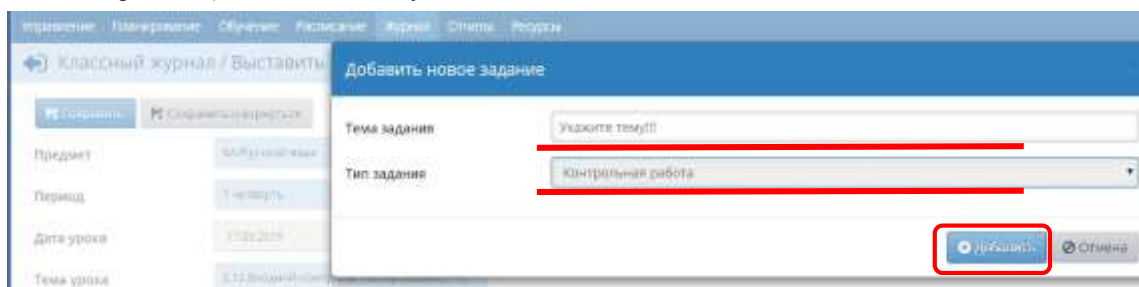 Управление Планирование Обучение Расписание Журнал Отчеты Ресурсы
Классный журнал / Выставить
Добавить новое задание
Сохранить Сохранить и вернуться
Тема задания Укажите тему!!!
Предмет
Тип задания Контрольная работа
Период 1 четверть
Дата урока
Добавить Отмена
Тема урока